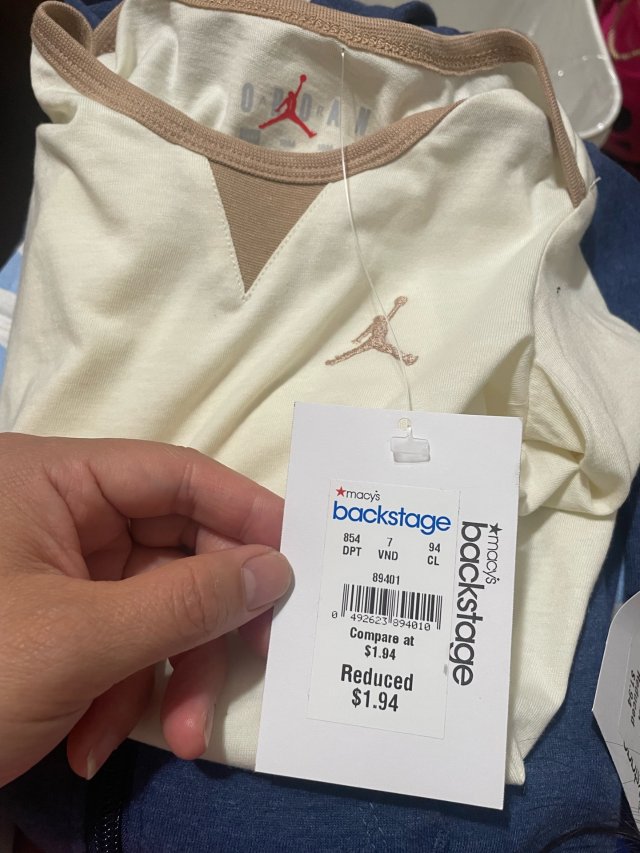 JORDAN
★macy's
backstage
854 7 94
DPT VND CL
89401
0 492623 894010
Compare at
$1.94
Reduced
$1.94
★macy's
backstage